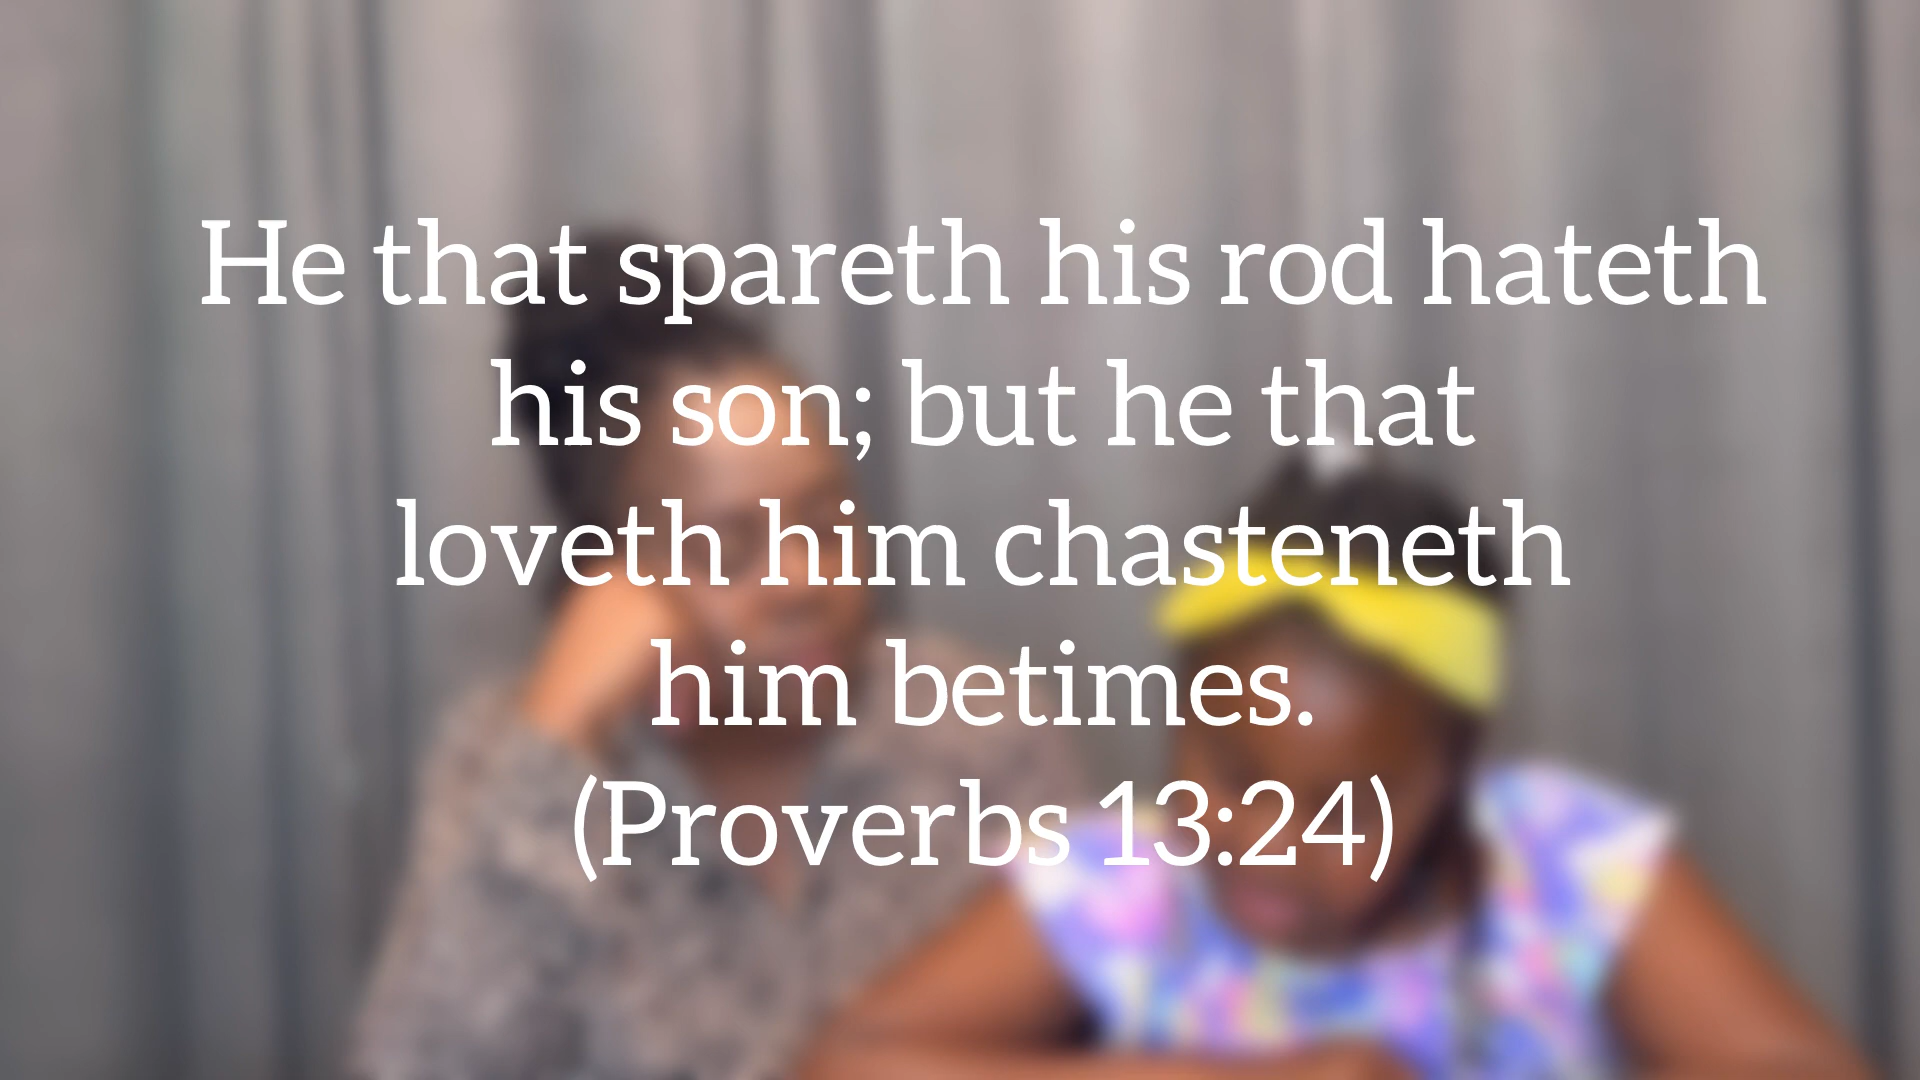 He that spareth his rod hateth
his son; but he that
loveth him chasteneth
him betimes.
(Proverbs 13:24)